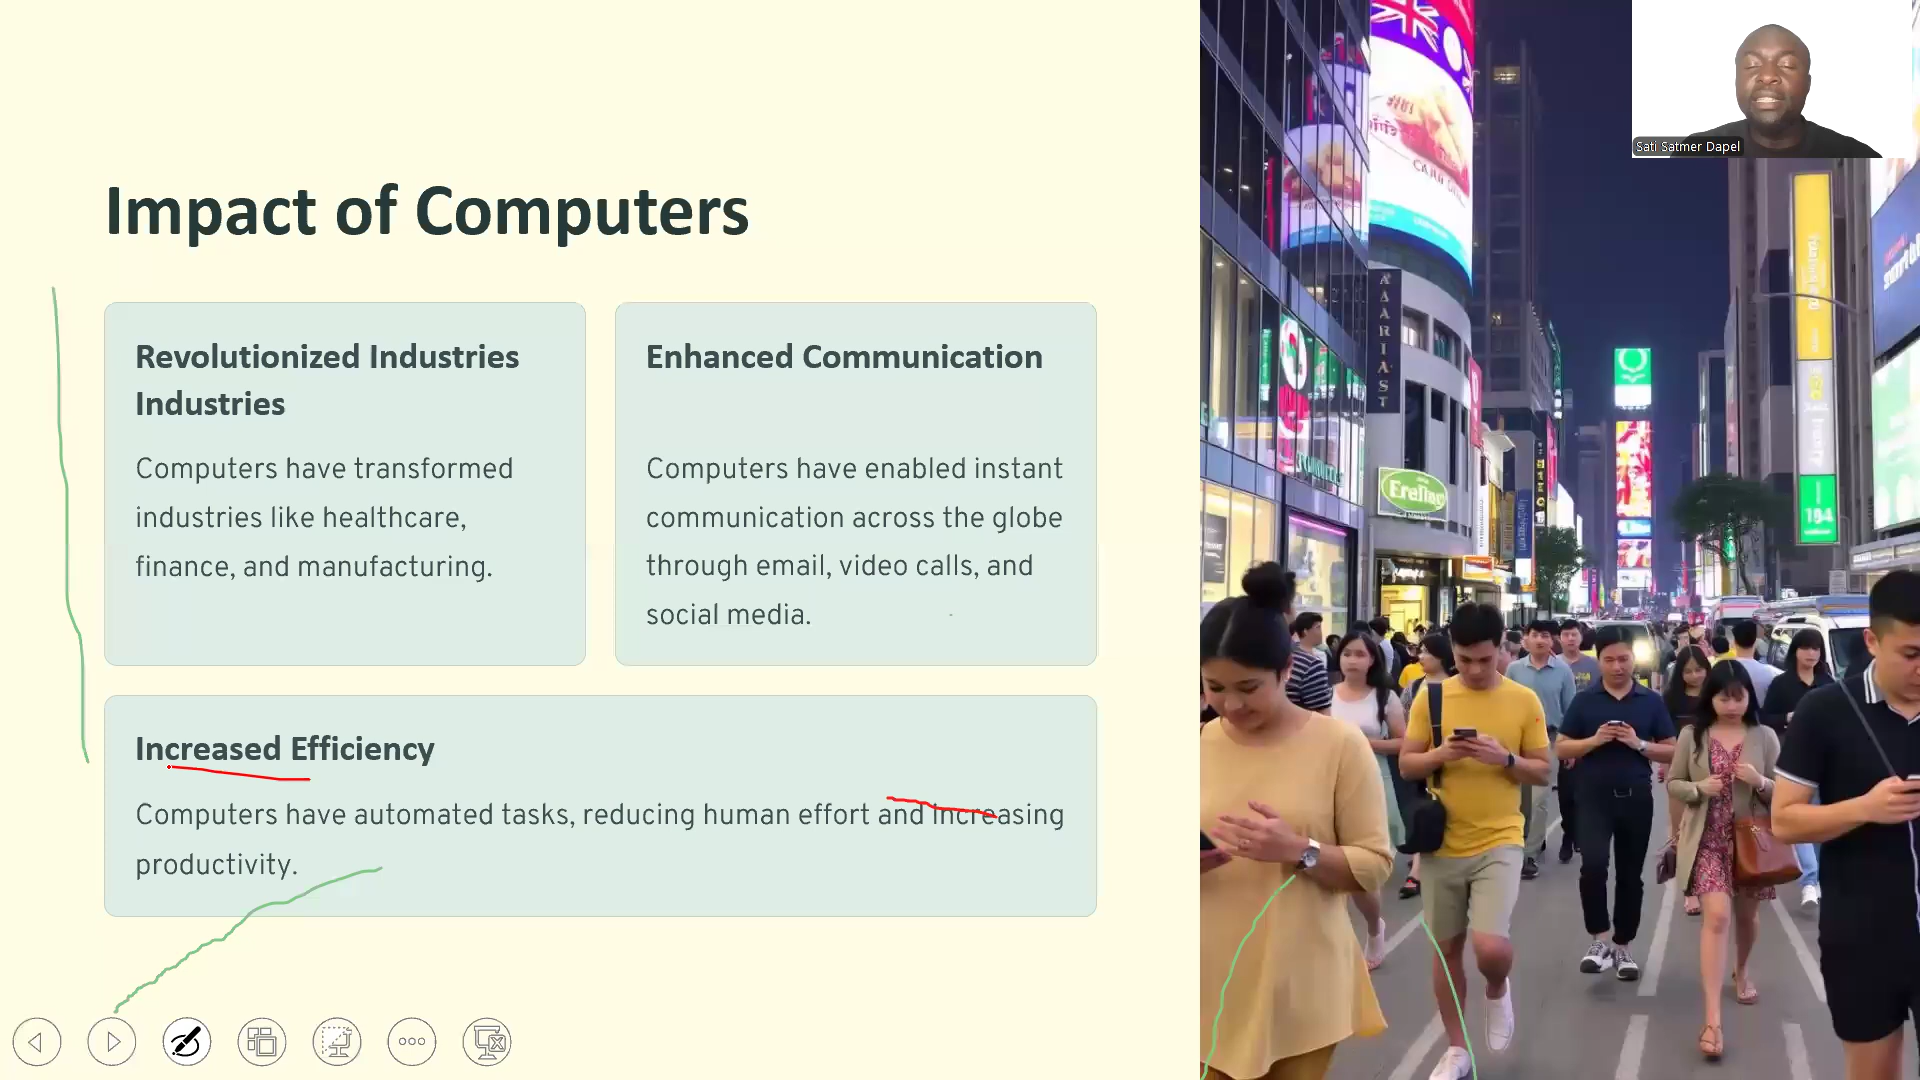 Sati Satmer Dapel
Impact of Computers
Revolutionized Industries
Industries
Computers have transformed
industries like healthcare,
finance, and manufacturing.
Enhanced Communication
Computers have enabled instant
communication across the globe
through email, video calls, and
social media.
Increased Efficiency
Computers have automated tasks, reducing human effort and increasing
productivity.